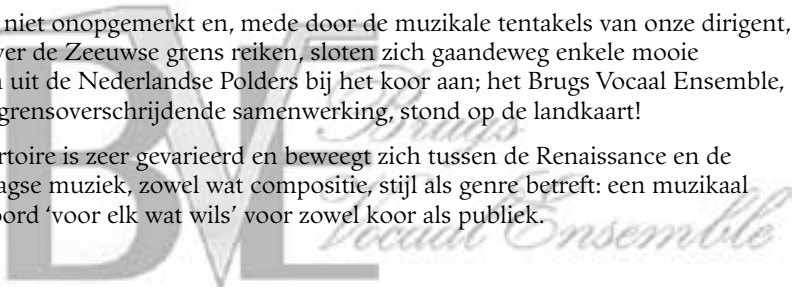 niet onopgemerkt en, mede door de muzikale tentakels van onze dirigent,
de Zeeuwse grens reiken, sloten zich gaandeweg enkele mooie
uit de Nederlandse Polders bij het koor aan; het Brugs Vocaal Ensemble,
grensoverschrijdende samenwerking, stond op de landkaart!
rtoire is zeer gevarieerd en beweegt zich tussen de Renaissance en de
agse muziek, zowel wat compositie, stijl als genre betreft: een muzikaal
oord ‘voor elk wat wils’ voor zowel koor als publiek.
BVE
Brugs
Vocaal Ensemble